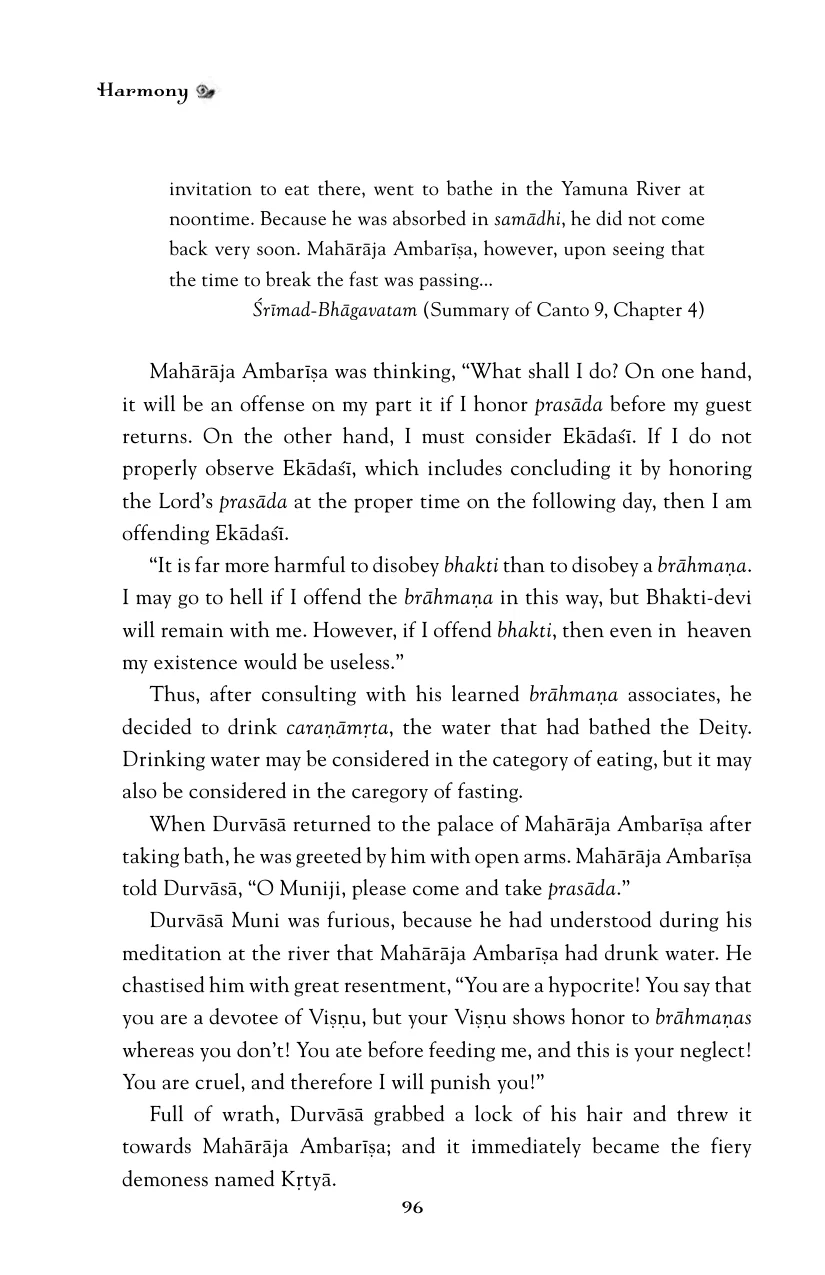 Harmony
invitation to eat there, went to bathe in the Yamuna River at
noontime. Because he was absorbed in samādhi, he did not come
back very soon. Mahārāja Ambarīṣa, however, upon seeing that
the time to break the fast was passing...
Śrīmad-Bhāgavatam (Summary of Canto 9, Chapter 4)
Mahārāja Ambarīṣa was thinking, “What shall I do? On one hand,
it will be an offense on my part it if I honor prasāda before my guest
returns. On the other hand, I must consider Ekādaśī. If I do not
properly observe Ekādaśī, which includes concluding it by honoring
the Lord’s prasāda at the proper time on the following day, then I am
offending Ekādaśī.
“It is far more harmful to disobey bhakti than to disobey a brāhmaṇa.
I may go to hell if I offend the brāhmaṇa in this way, but Bhakti-devi
will remain with me. However, if I offend bhakti, then even in heaven
my existence would be useless.”
Thus, after consulting with his learned brāhmaṇa associates, he
decided to drink caraṇāmṛta, the water that had bathed the Deity.
Drinking water may be considered in the category of eating, but it may
also be considered in the caregory of fasting.
When Durvāsā returned to the palace of Mahārāja Ambarīṣa after
taking bath, he was greeted by him with open arms. Mahārāja Ambarīṣa
told Durvāsā, “O Muniji, please come and take prasāda.”
Durvāsā Muni was furious, because he had understood during his
meditation at the river that Mahārāja Ambarīṣa had drunk water. He
chastised him with great resentment, “You are a hypocrite! You say that
you are a devotee of Viṣṇu, but your Viṣṇu shows honor to brāhmaṇas
whereas you don’t! You ate before feeding me, and this is your neglect!
You are cruel, and therefore I will punish you!”
Full of wrath, Durvāsā grabbed a lock of his hair and threw it
towards Mahārāja Ambarīṣa; and it immediately became the fiery
demoness named Kṛtyā.
96